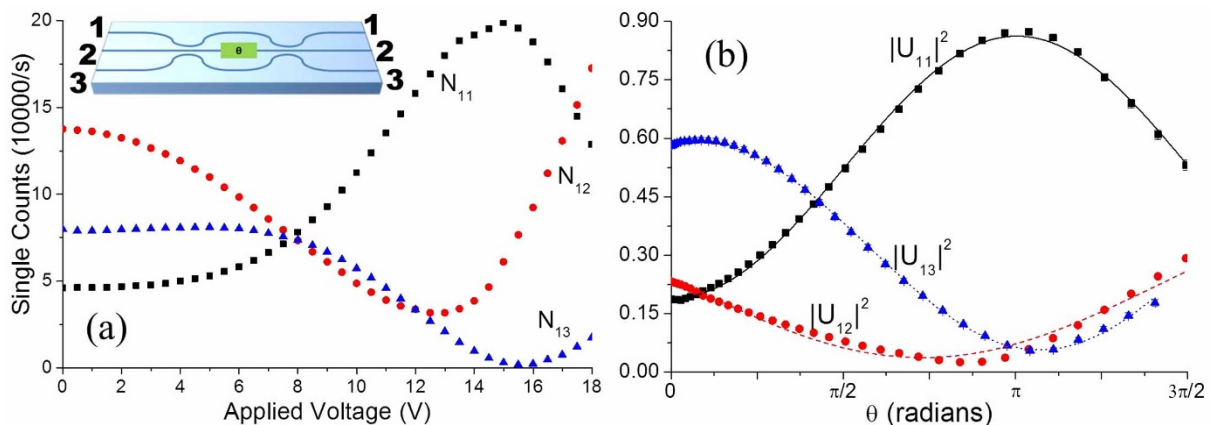 1
2
3
θ
1
2
3
20
15
10
5
0
Single Counts (10000/s)
0 2 4 6 8 10 12 14 16 18
Applied Voltage (V)
N11
N12
N13
(a)
0.90
0.75
0.60
0.45
0.30
0.15
0.00
0 π/2 π 3π/2
θ (radians)
(b)
|U11|²
|U13|²
|U12|²